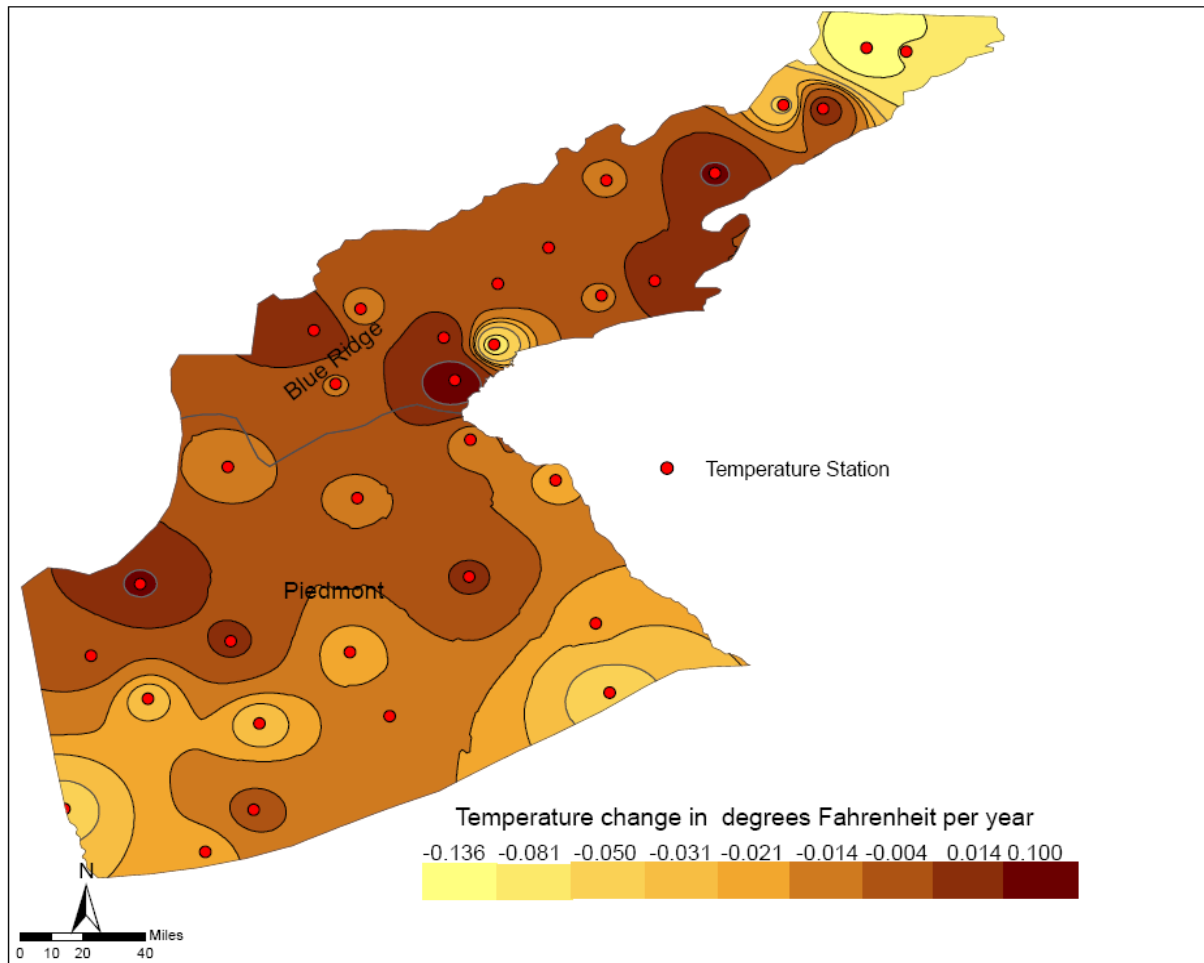 Blue Ridge
Temperature Station
Piedmont
Temperature change in degrees Fahrenheit per year
-0.136 -0.081 -0.050 -0.031 -0.021 -0.014 -0.004 0.014 0.100
N
Miles
0 10 20 40